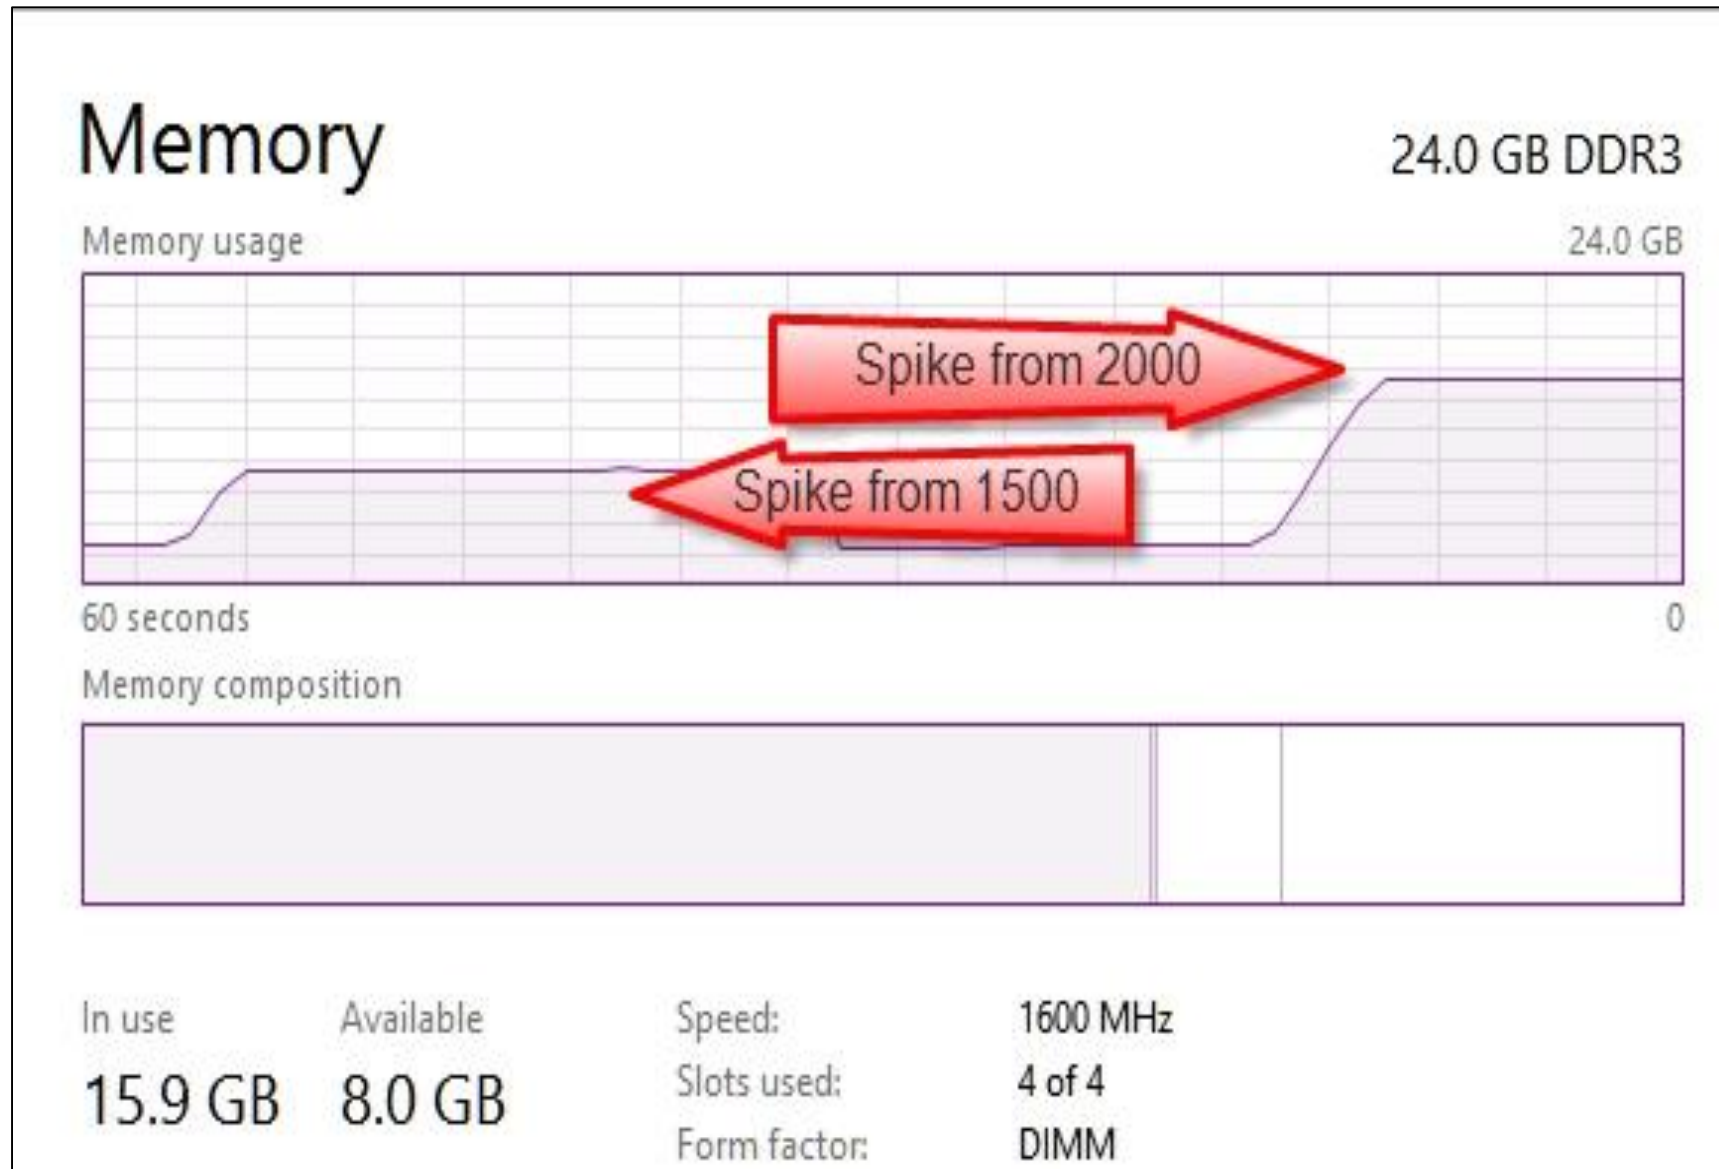 Memory
24.0 GB DDR3
Memory usage
24.0 GB
Spike from 2000
Spike from 1500
60 seconds
0
Memory composition
In use
Available
15.9 GB
8.0 GB
Speed:
1600 MHz
Slots used:
4 of 4
Form factor:
DIMM